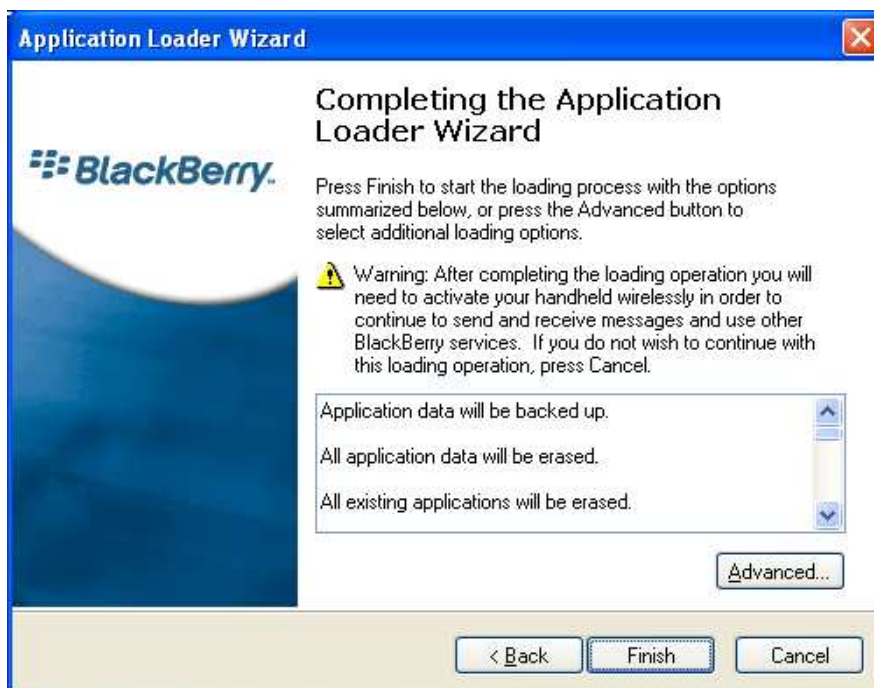 Application Loader Wizard
Completing the Application
Loader Wizard
BlackBerry.
Press Finish to start the loading process with the options
summarized below, or press the Advanced button to
select additional loading options.
Warning: After completing the loading operation you will
need to activate your handheld wirelessly in order to
continue to send and receive messages and use other
BlackBerry services. If you do not wish to continue with
this loading operation, press Cancel.
Application data will be backed up.
All application data will be erased.
All existing applications will be erased.
Advanced...
< Back
Finish
Cancel